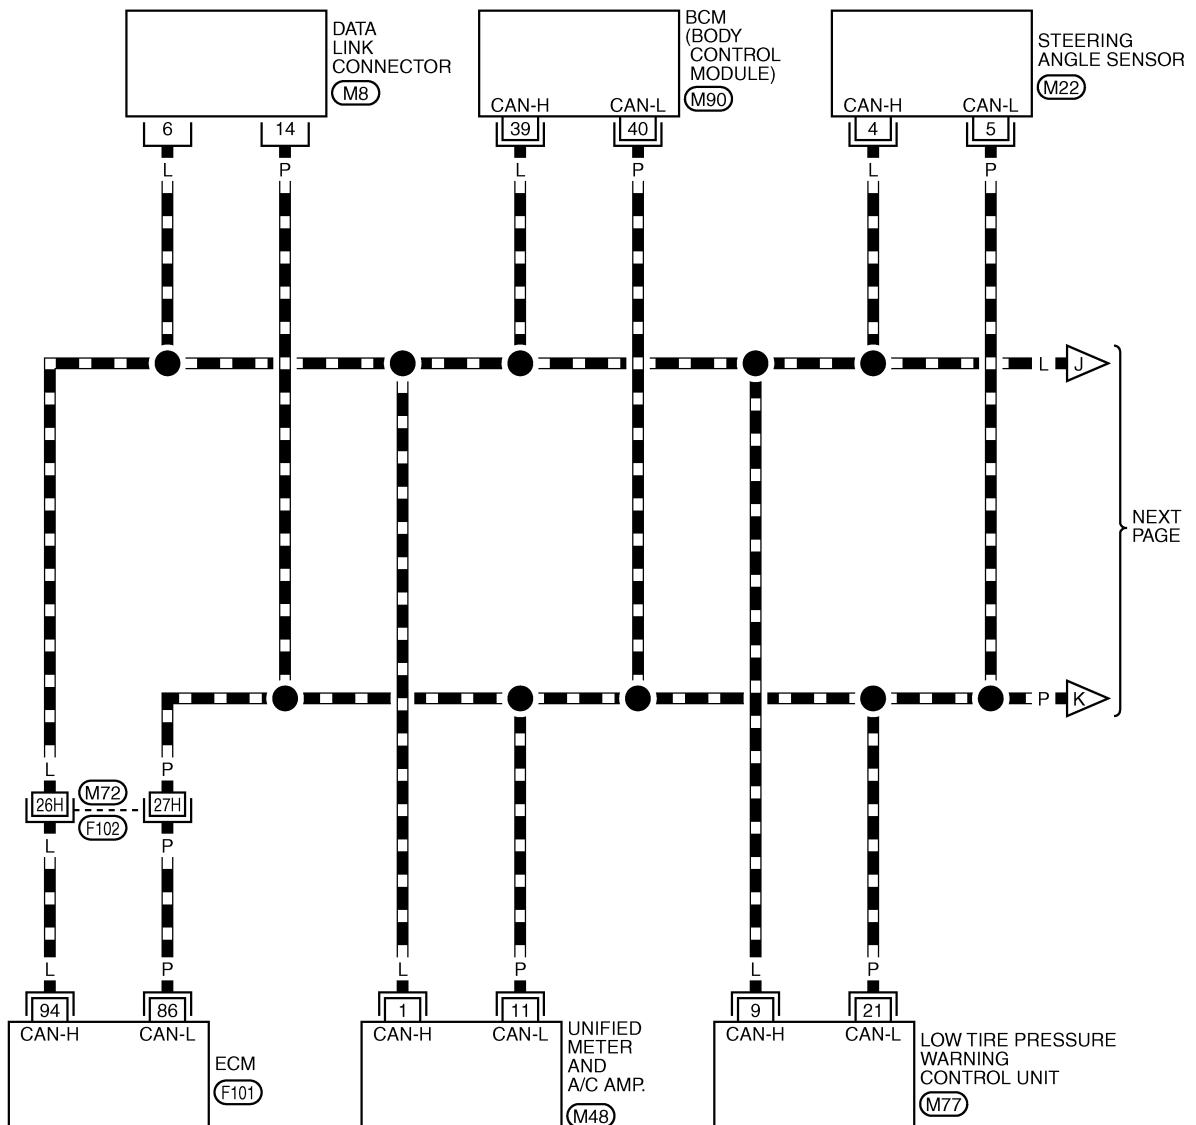 DATA
LINK
CONNECTOR
M8
6
14
L
P
BCM
(BODY
CONTROL
MODULE)
M90
CAN-H
CAN-L
39
40
L
P
STEERING
ANGLE SENSOR
M22
CAN-H
CAN-L
4
5
L
P
L
J
NEXT
PAGE
P
K
L
P
26H
M72
F102
27H
L
P
L
P
94
86
CAN-H
CAN-L
ECM
F101
L
P
1
11
CAN-H
CAN-L
UNIFIED
METER
AND
A/C AMP.
M48
L
P
9
21
CAN-H
CAN-L
LOW TIRE PRESSURE
WARNING
CONTROL UNIT
M77